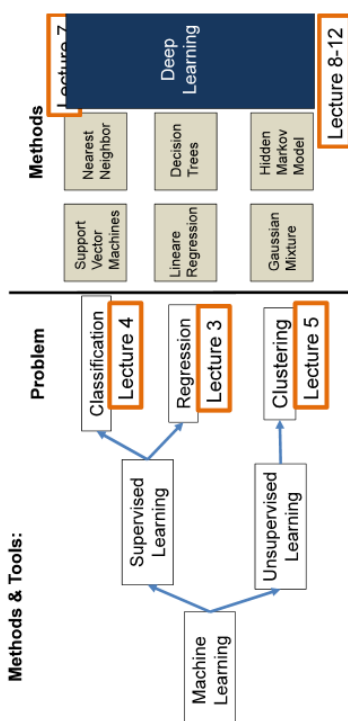 Methods & Tools:
Problem
Methods
Machine
Learning
Supervised
Learning
Unsupervised
Learning
Classification
Lecture 4
Regression
Lecture 3
Clustering
Lecture 5
Support
Vector
Machines
Nearest
Neighbor
Lineare
Regression
Decision
Trees
Gaussian
Mixture
Hidden
Markov
Model
Lecture 7
Deep
Learning
Lecture 8-12